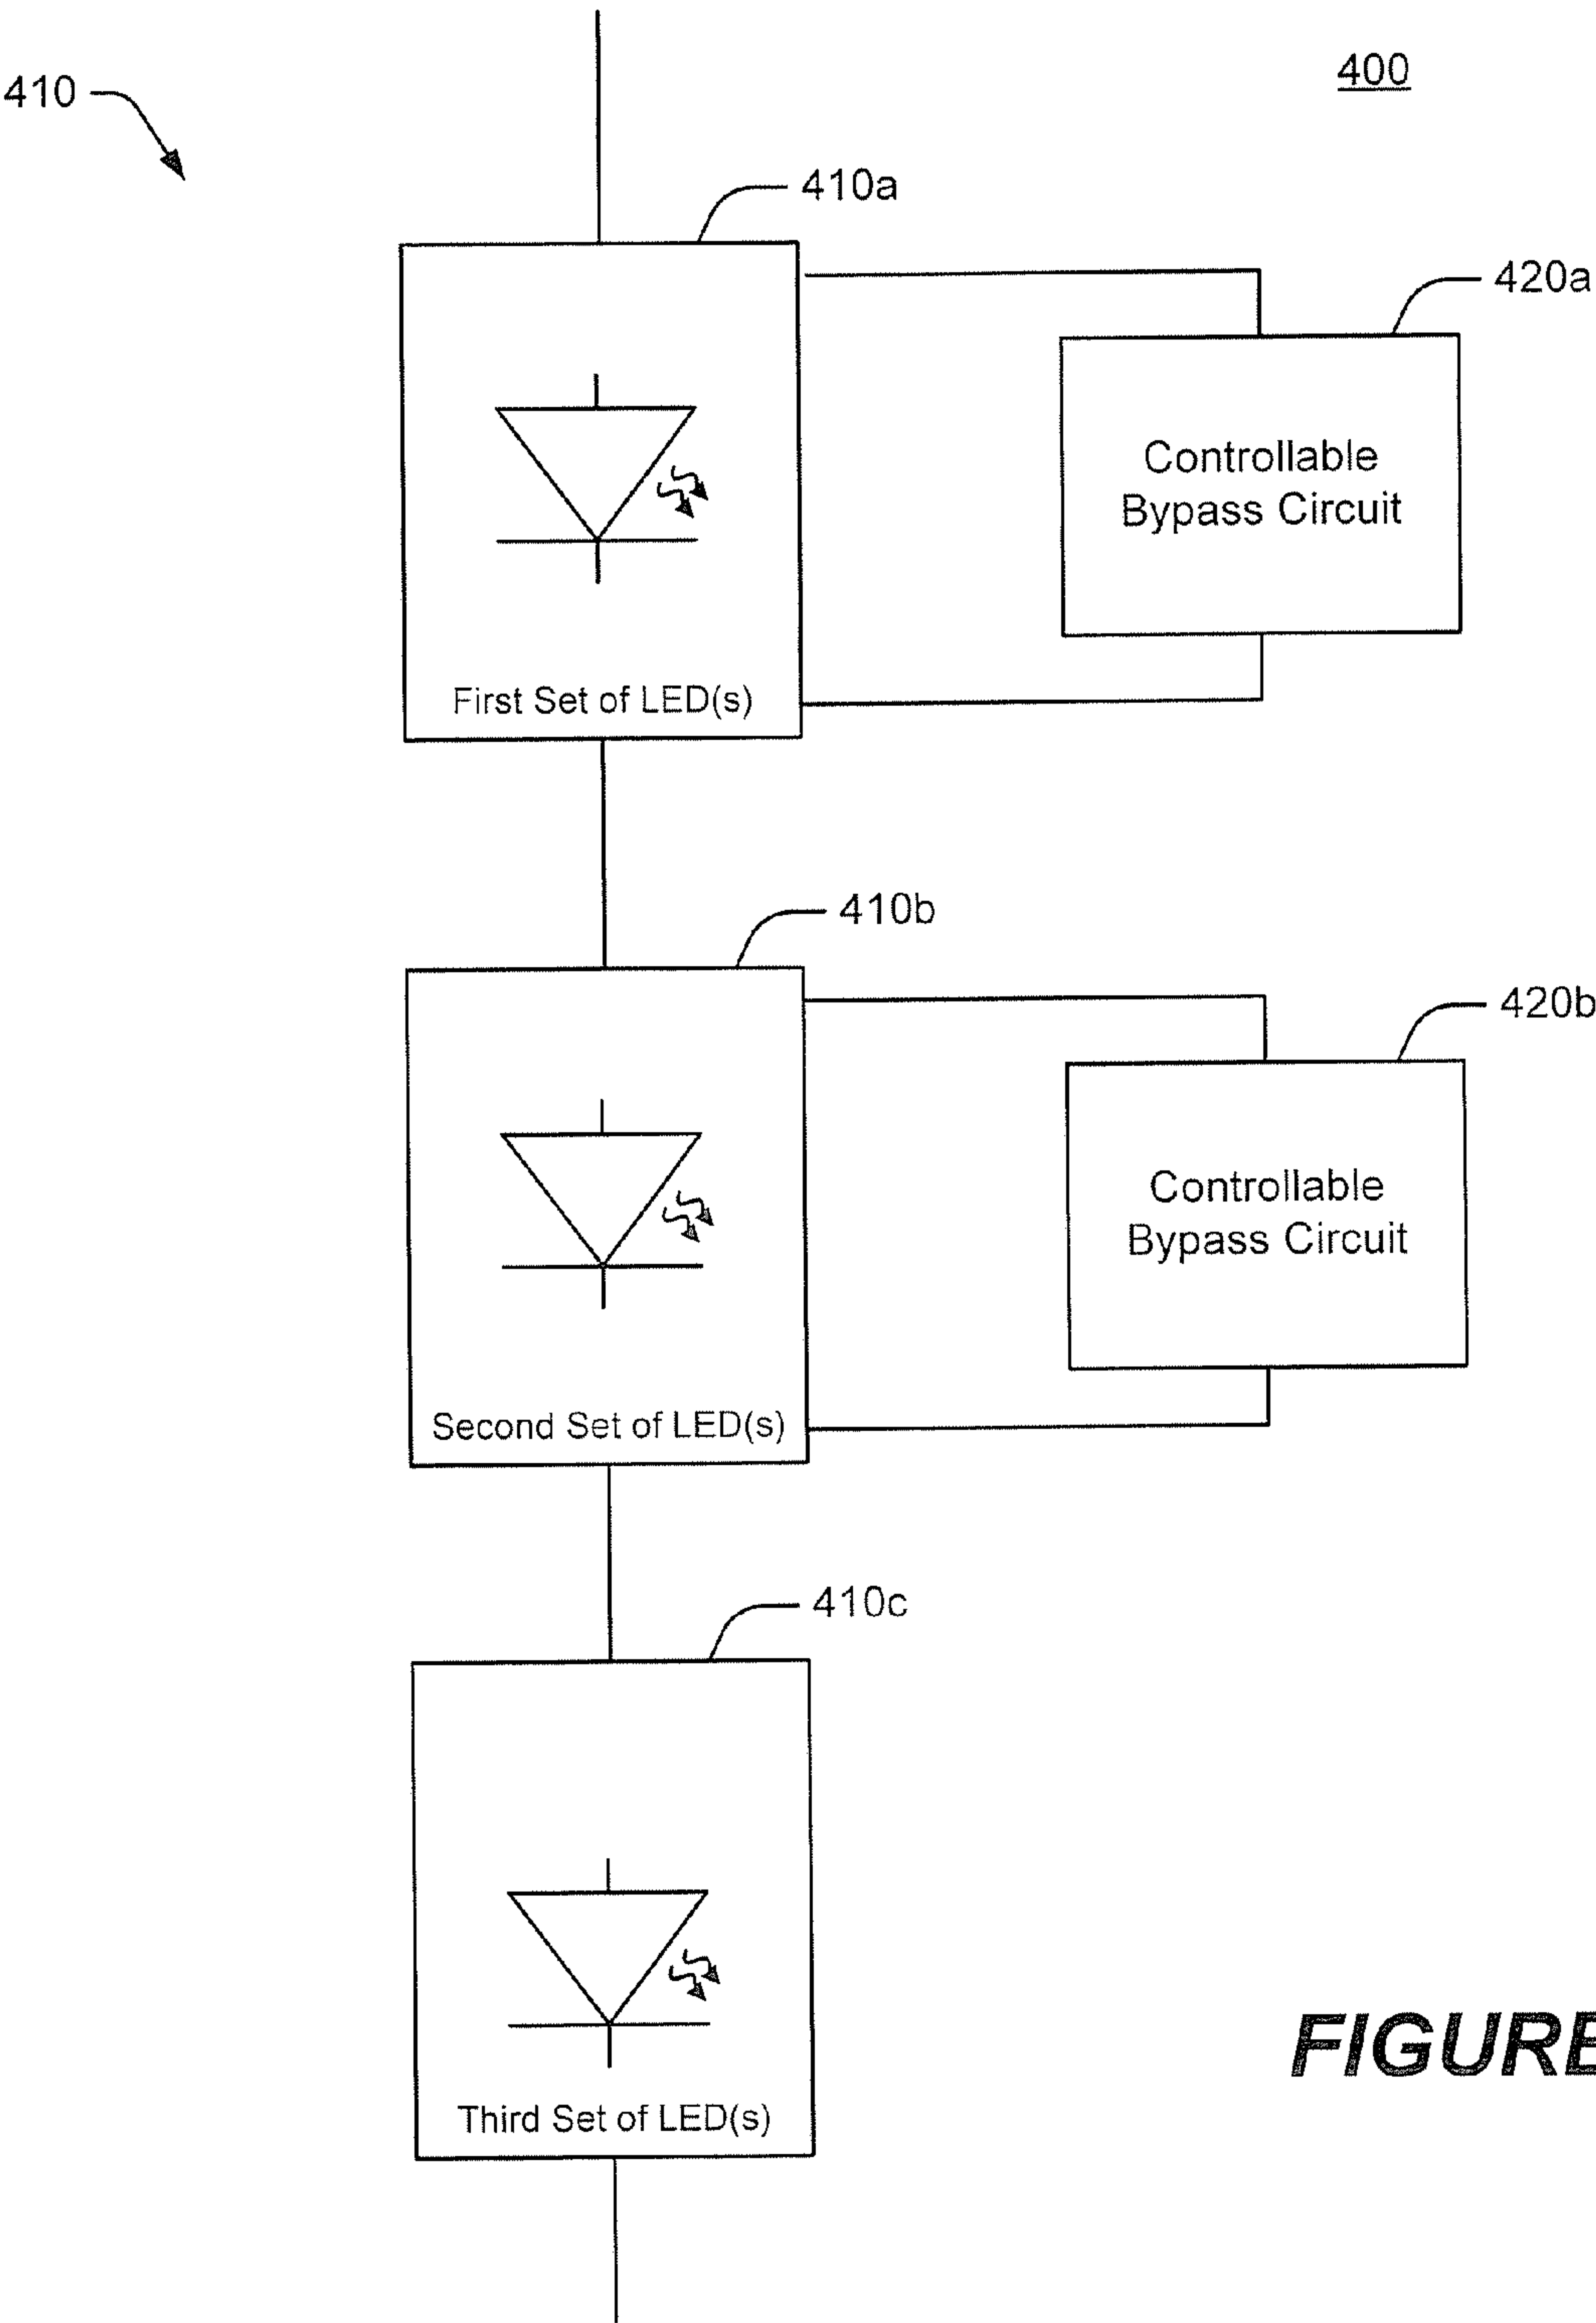 400
410
410a
420a
Controllable
Bypass Circuit
First Set of LED(s)
410b
420b
Controllable
Bypass Circuit
Second Set of LED(s)
410c
Third Set of LED(s)
FIGURE